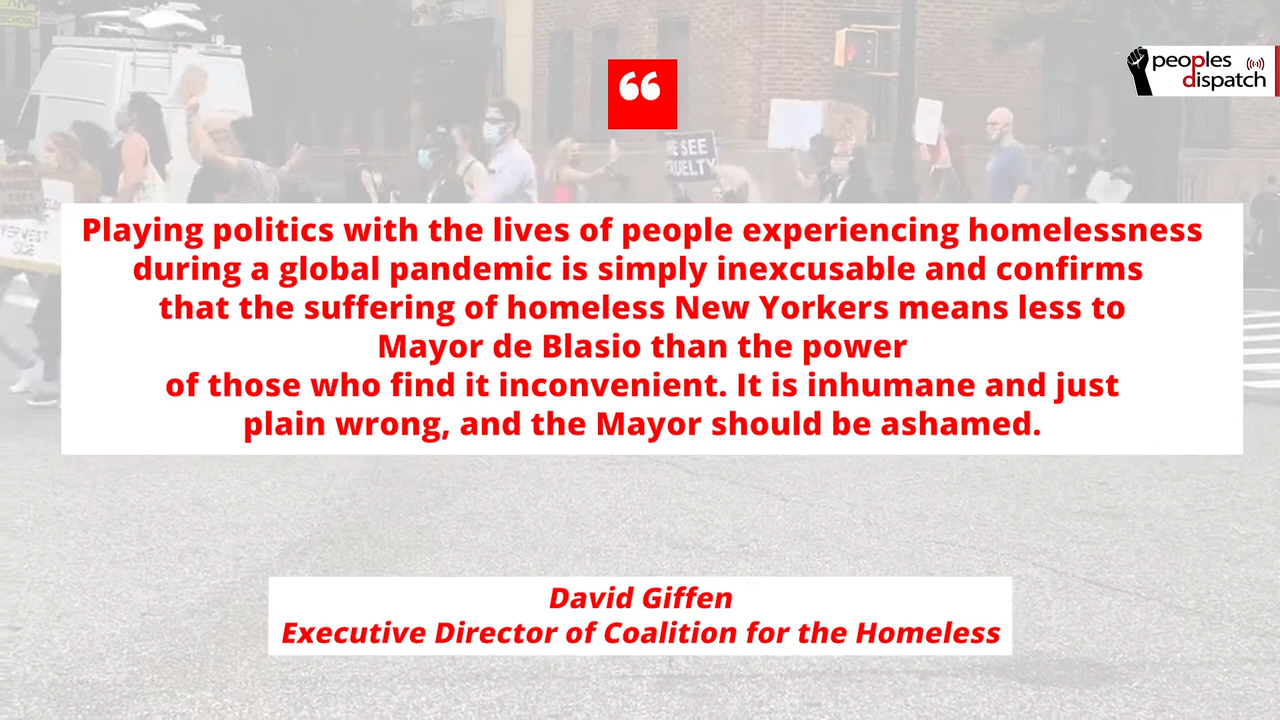 peoples
dispatch
E SEE
RUELTY
Playing politics with the lives of people experiencing homelessness
during a global pandemic is simply inexcusable and confirms
that the suffering of homeless New Yorkers means less to
Mayor de Blasio than the power
of those who find it inconvenient. It is inhumane and just
plain wrong, and the Mayor should be ashamed.
David Giffen
Executive Director of Coalition for the Homeless